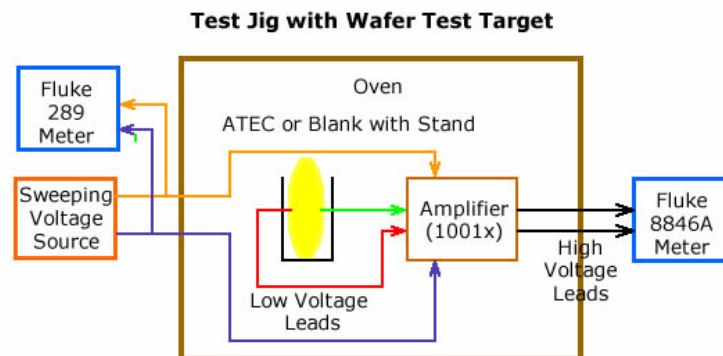 Test Jig with Wafer Test Target
Fluke
289
Meter
Oven
ATEC or Blank with Stand
Sweeping
Voltage
Source
Amplifier
(1001x)
Fluke
8846A
Meter
Low Voltage
Leads
High
Voltage
Leads